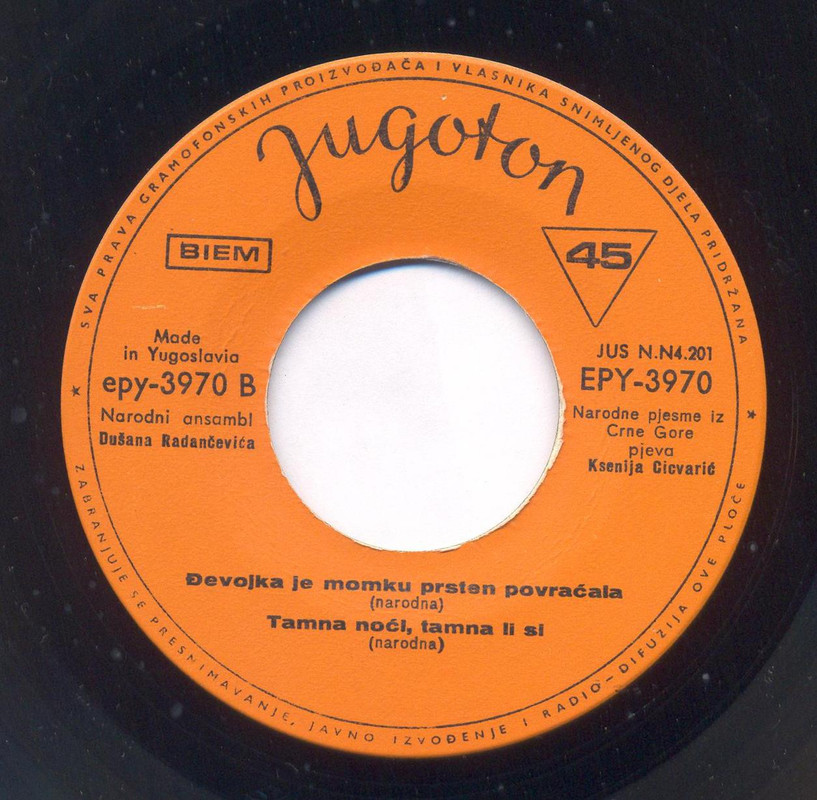 SVA PRAVA GRAMOFONSKIH PROIZVOĐAČA I VLASNIKA SNIMLJENOG DJELA PRIDRŽANA
Jugoton
BIEM
45
Made
in Yugoslavia
epy-3970 B
Narodni ansambl
Dušana Radančevića
JUS N.N4.201
EPY-3970
Narodne pjesme iz
Crne Gore
pjeva
Ksenija Cicvarić
Đevojka je momku prsten povraćala
(narodna)
Tamna noći, tamna li si
(narodna)
ZABRANJUJE SE PRESNIMAVANJE, JAVNO IZVOĐENJE I RADIO-DIFUZIJA OVE PLOČE